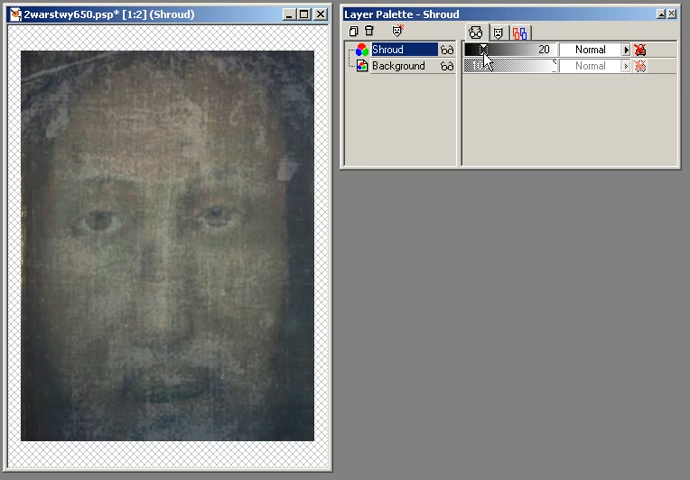 2warstwy650.psp* [1:2] (Shroud)
Layer Palette - Shroud
Shroud
20
Normal
Background
Normal